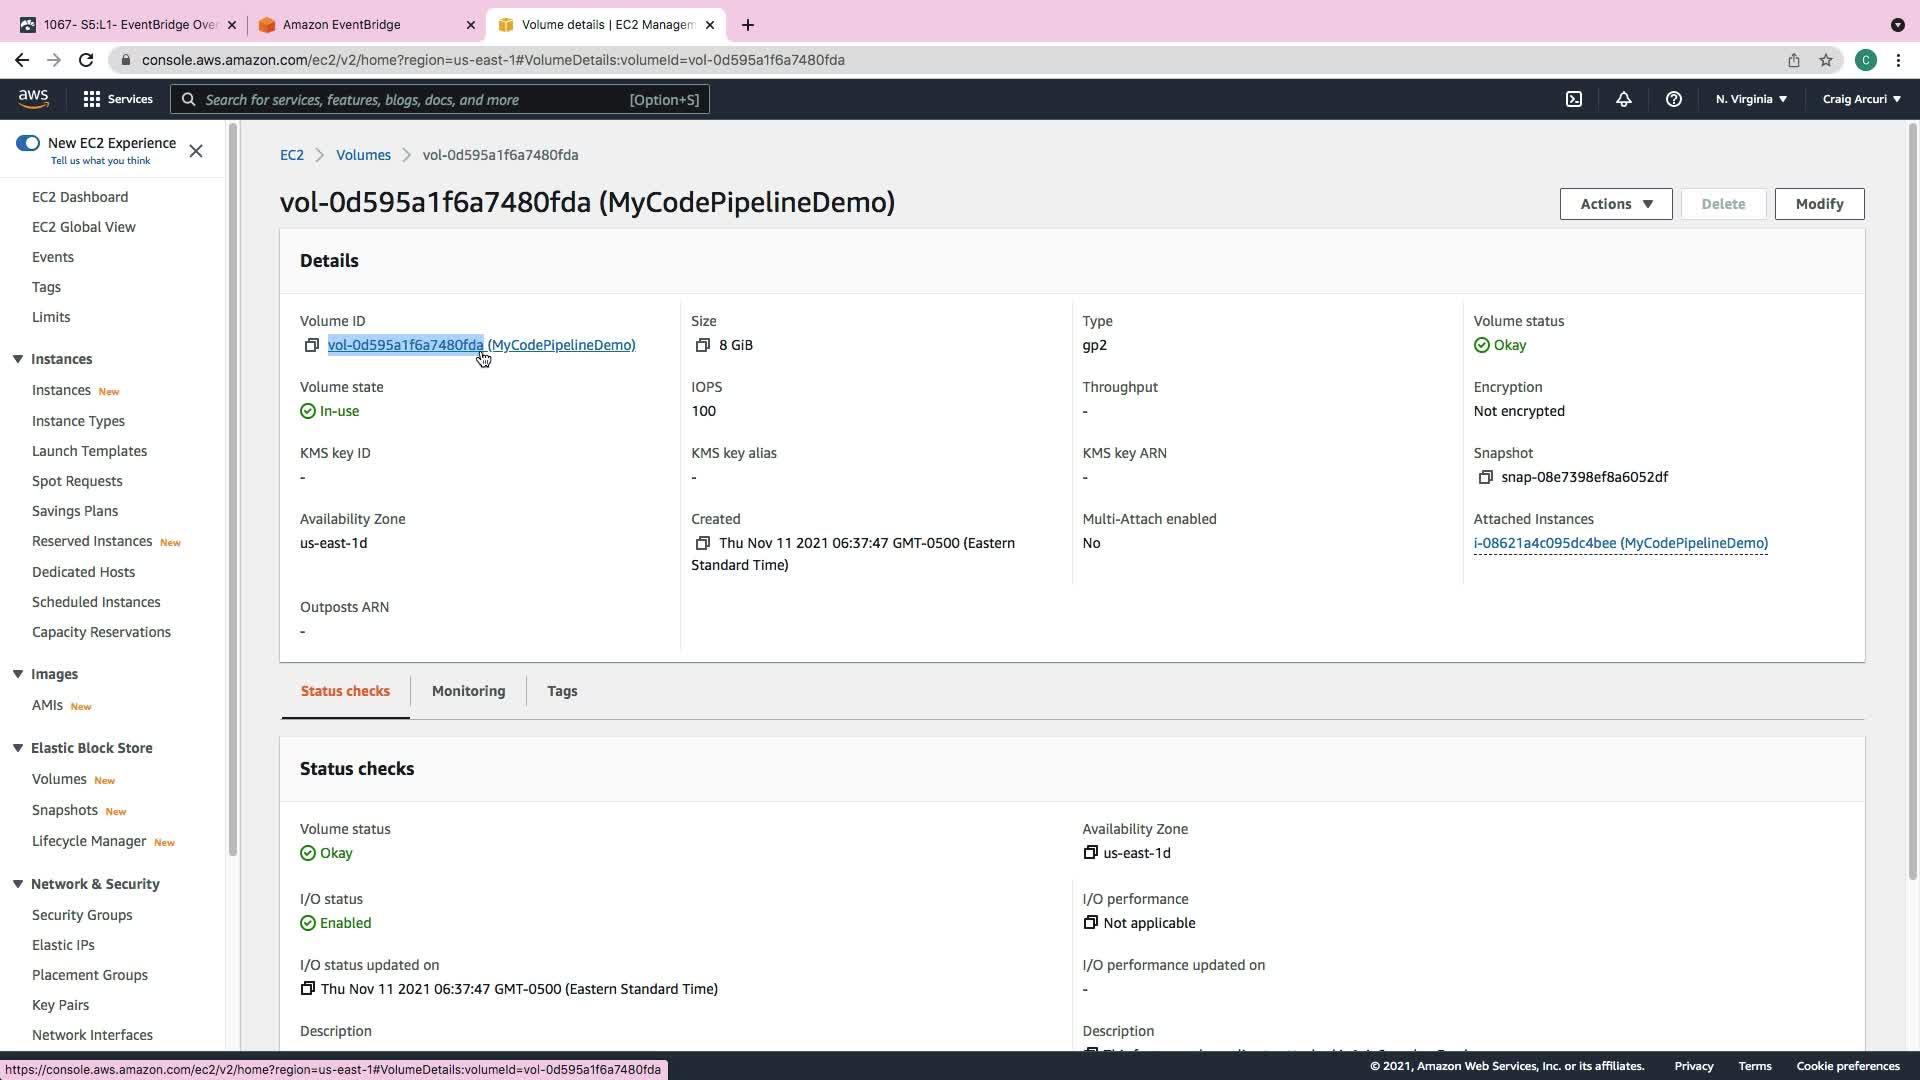 1067- S5:L1- EventBridge Over
Amazon EventBridge
Volume details | EC2 Managem
console.aws.amazon.com/ec2/v2/home?region=us-east-1#VolumeDetails:volumeId=vol-0d595a1f6a7480fda
C
aws
Services
Search for services, features, blogs, docs, and more
[Option+S]
N. Virginia
Craig Arcuri
New EC2 Experience
Tell us what you think
EC2 Dashboard
EC2 Global View
Events
Tags
Limits
Instances
Instances New
Instance Types
Launch Templates
Spot Requests
Savings Plans
Reserved Instances New
Dedicated Hosts
Scheduled Instances
Capacity Reservations
Images
AMIs New
Elastic Block Store
Volumes New
Snapshots New
Lifecycle Manager New
Network & Security
Security Groups
Elastic IPs
Placement Groups
Key Pairs
Network Interfaces
EC2 > Volumes > vol-0d595a1f6a7480fda
vol-0d595a1f6a7480fda (MyCodePipelineDemo)
Actions
Delete
Modify
Details
Volume ID
vol-0d595a1f6a7480fda (MyCodePipelineDemo)
Size
8 GiB
Type
gp2
Volume status
Okay
Volume state
In-use
IOPS
100
Throughput
-
Encryption
Not encrypted
KMS key ID
-
KMS key alias
-
KMS key ARN
-
Snapshot
snap-08e7398ef8a6052df
Availability Zone
us-east-1d
Created
Thu Nov 11 2021 06:37:47 GMT-0500 (Eastern
Standard Time)
Multi-Attach enabled
No
Attached Instances
i-08621a4c095dc4bee (MyCodePipelineDemo)
Outposts ARN
-
Status checks
Monitoring
Tags
Status checks
Volume status
Okay
Availability Zone
us-east-1d
I/O status
Enabled
I/O performance
Not applicable
I/O status updated on
Thu Nov 11 2021 06:37:47 GMT-0500 (Eastern Standard Time)
I/O performance updated on
-
Description
Description
https://console.aws.amazon.com/ec2/v2/home?region=us-east-1#VolumeDetails:volumeId=vol-0d595a1f6a7480fda
© 2021, Amazon Web Services, Inc. or its affiliates.
Privacy
Terms
Cookie preferences